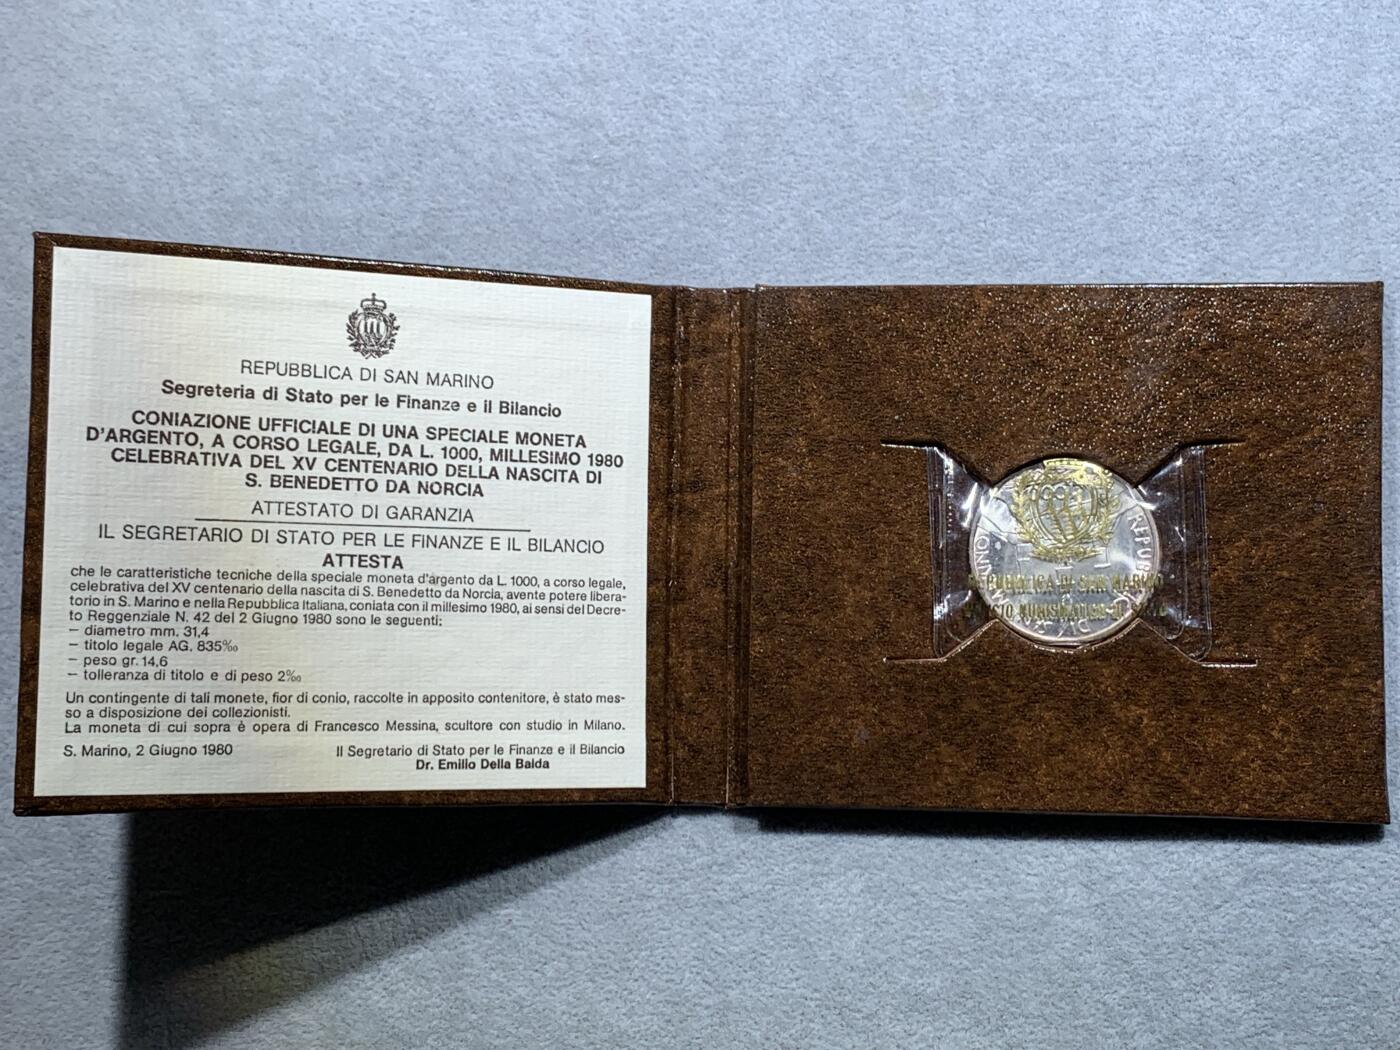 REPUBBLICA DI SAN MARINO
Segreteria di Stato per le Finanze e il Bilancio
CONIAZIONE UFFICIALE DI UNA SPECIALE MONETA
D'ARGENTO, A CORSO LEGALE, DA L. 1000, MILLESIMO 1980
CELEBRATIVA DEL XV CENTENARIO DELLA NASCITA DI
S. BENEDETTO DA NORCIA
ATTESTATO DI GARANZIA
IL SEGRETARIO DI STATO PER LE FINANZE E IL BILANCIO
ATTESTA
che le caratteristiche tecniche della speciale moneta d'argento da L. 1000, a corso legale,
celebrativa del XV centenario della nascita di S. Benedetto da Norcia, avente potere libera-
torio in S. Marino e nella Repubblica Italiana, coniata con il millesimo 1980, ai sensi del Decre-
to Reggenziale N. 42 del 2 Giugno 1980 sono le seguenti:
– diametro mm. 31,4
– titolo legale AG. 835‰
– peso gr. 14,6
– tolleranza di titolo e di peso 2‰
Un contingente di tali monete, fior di conio, raccolte in apposito contenitore, è stato mes-
so a disposizione dei collezionisti.
La moneta di cui sopra è opera di Francesco Messina, scultore con studio in Milano.
S. Marino, 2 Giugno 1980
Il Segretario di Stato per le Finanze e il Bilancio
Dr. Emilio Della Balda
REPUBBLICA DI SAN MARINO
NUMISMATICO